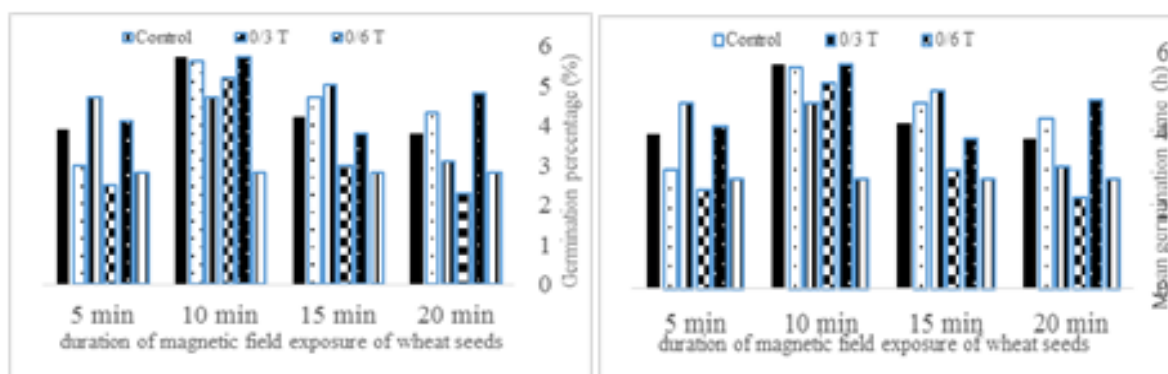 Control 0/3 T 0/6 T
6
5
4
3
2
1
0
Germination percentage (%)
5 min 10 min 15 min 20 min
duration of magnetic field exposure of wheat seeds
Control 0/3 T 0/6 T
6
germination (h)
5 min 10 min 15 min 20 min
duration of magnetic field exposure of wheat seeds